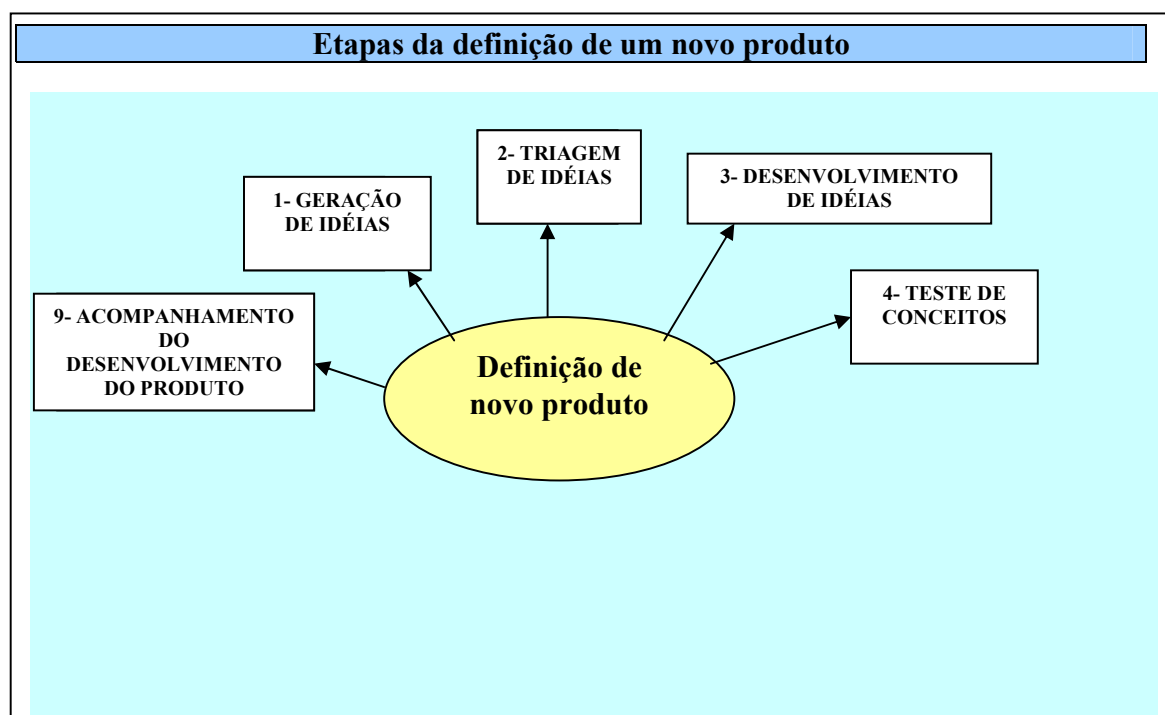 Etapas da definição de um novo produto
1- GERAÇÃO
DE IDÉIAS
2- TRIAGEM
DE IDÉIAS
3- DESENVOLVIMENTO
DE IDÉIAS
4- TESTE DE
CONCEITOS
9- ACOMPANHAMENTO
DO
DESENVOLVIMENTO
DO PRODUTO
Definição de
novo produto